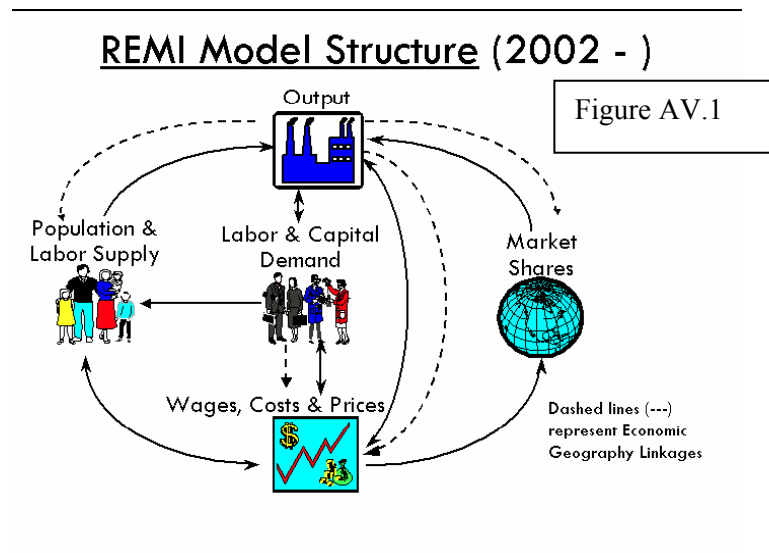 REMI Model Structure (2002 - )
Figure AV.1
Output
Population &
Labor Supply
Labor & Capital
Demand
Market
Shares
Wages, Costs & Prices
$
Dashed lines (---)
represent Economic
Geography Linkages